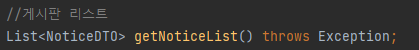 //게시판 리스트
List<NoticeDTO> getNoticeList() throws Exception;